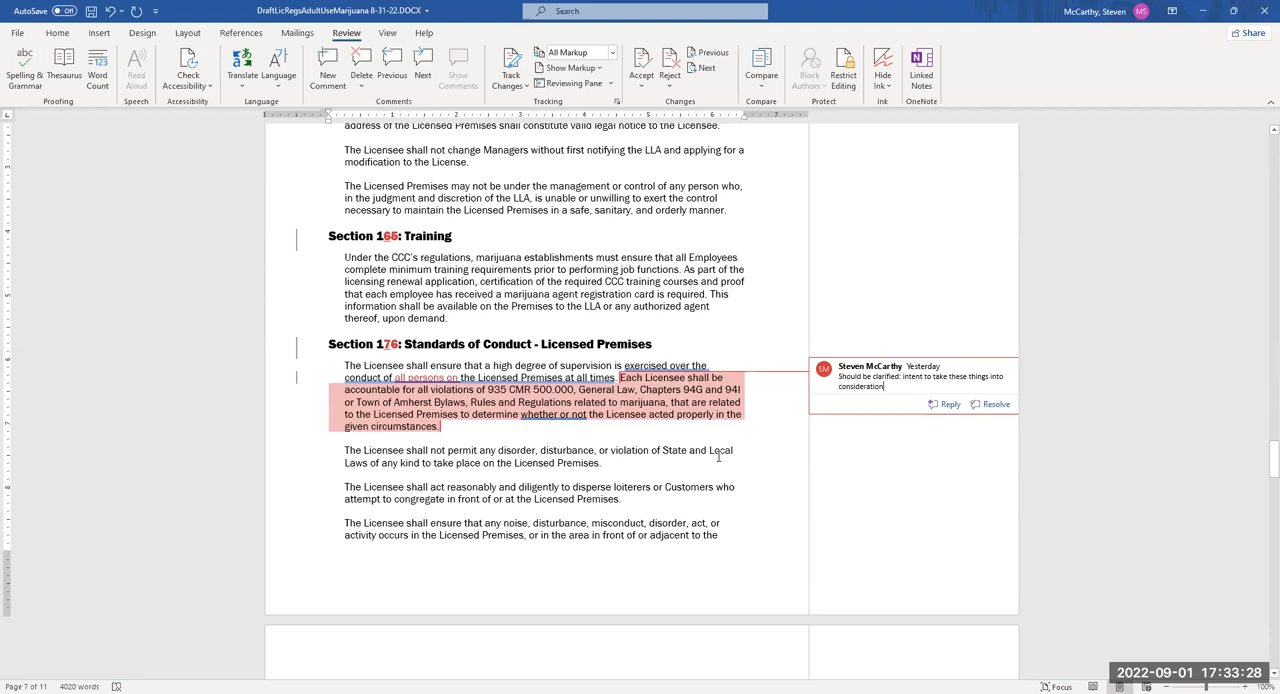 AutoSave Off DraftLicRegsAdultUseMarijuana 8-31-22.DOCX Search McCarthy, Steven MS
File Home Insert Design Layout References Mailings Review View Help Share
Spelling & Grammar Thesaurus Word Count Read Aloud Check Accessibility Translate Language New Comment Delete Previous Next Show Comments Track Changes All Markup Show Markup Reviewing Pane Accept Reject Previous Next Compare Block Authors Restrict Editing Hide Ink Linked Notes
Proofing Speech Accessibility Language Comments Tracking Changes Compare Protect Ink OneNote
address of the Licensed Premises shall constitute valid legal notice to the Licensee.
The Licensee shall not change Managers without first notifying the LLA and applying for a
modification to the License.
The Licensed Premises may not be under the management or control of any person who,
in the judgment and discretion of the LLA, is unable or unwilling to exert the control
necessary to maintain the Licensed Premises in a safe, sanitary, and orderly manner.
Section 165: Training
Under the CCC's regulations, marijuana establishments must ensure that all Employees
complete minimum training requirements prior to performing job functions. As part of the
licensing renewal application, certification of the required CCC training courses and proof
that each employee has received a marijuana agent registration card is required. This
information shall be available on the Premises to the LLA or any authorized agent
thereof, upon demand.
Section 176: Standards of Conduct - Licensed Premises
The Licensee shall ensure that a high degree of supervision is exercised over the
conduct of all persons on the Licensed Premises at all times. Each Licensee shall be
accountable for all violations of 935 CMR 500.000, General Law, Chapters 94G and 94I
or Town of Amherst Bylaws, Rules and Regulations related to marijuana, that are related
to the Licensed Premises to determine whether or not the Licensee acted properly in the
given circumstances.
The Licensee shall not permit any disorder, disturbance, or violation of State and Local
Laws of any kind to take place on the Licensed Premises.
The Licensee shall act reasonably and diligently to disperse loiterers or Customers who
attempt to congregate in front of or at the Licensed Premises.
The Licensee shall ensure that any noise, disturbance, misconduct, disorder, act, or
activity occurs in the Licensed Premises, or in the area in front of or adjacent to the
SM Steven McCarthy Yesterday
Should be clarified: intent to take these things into
consideration
Reply Resolve
2022-09-01 17:33:28
Page 7 of 11 4020 words Focus 100%